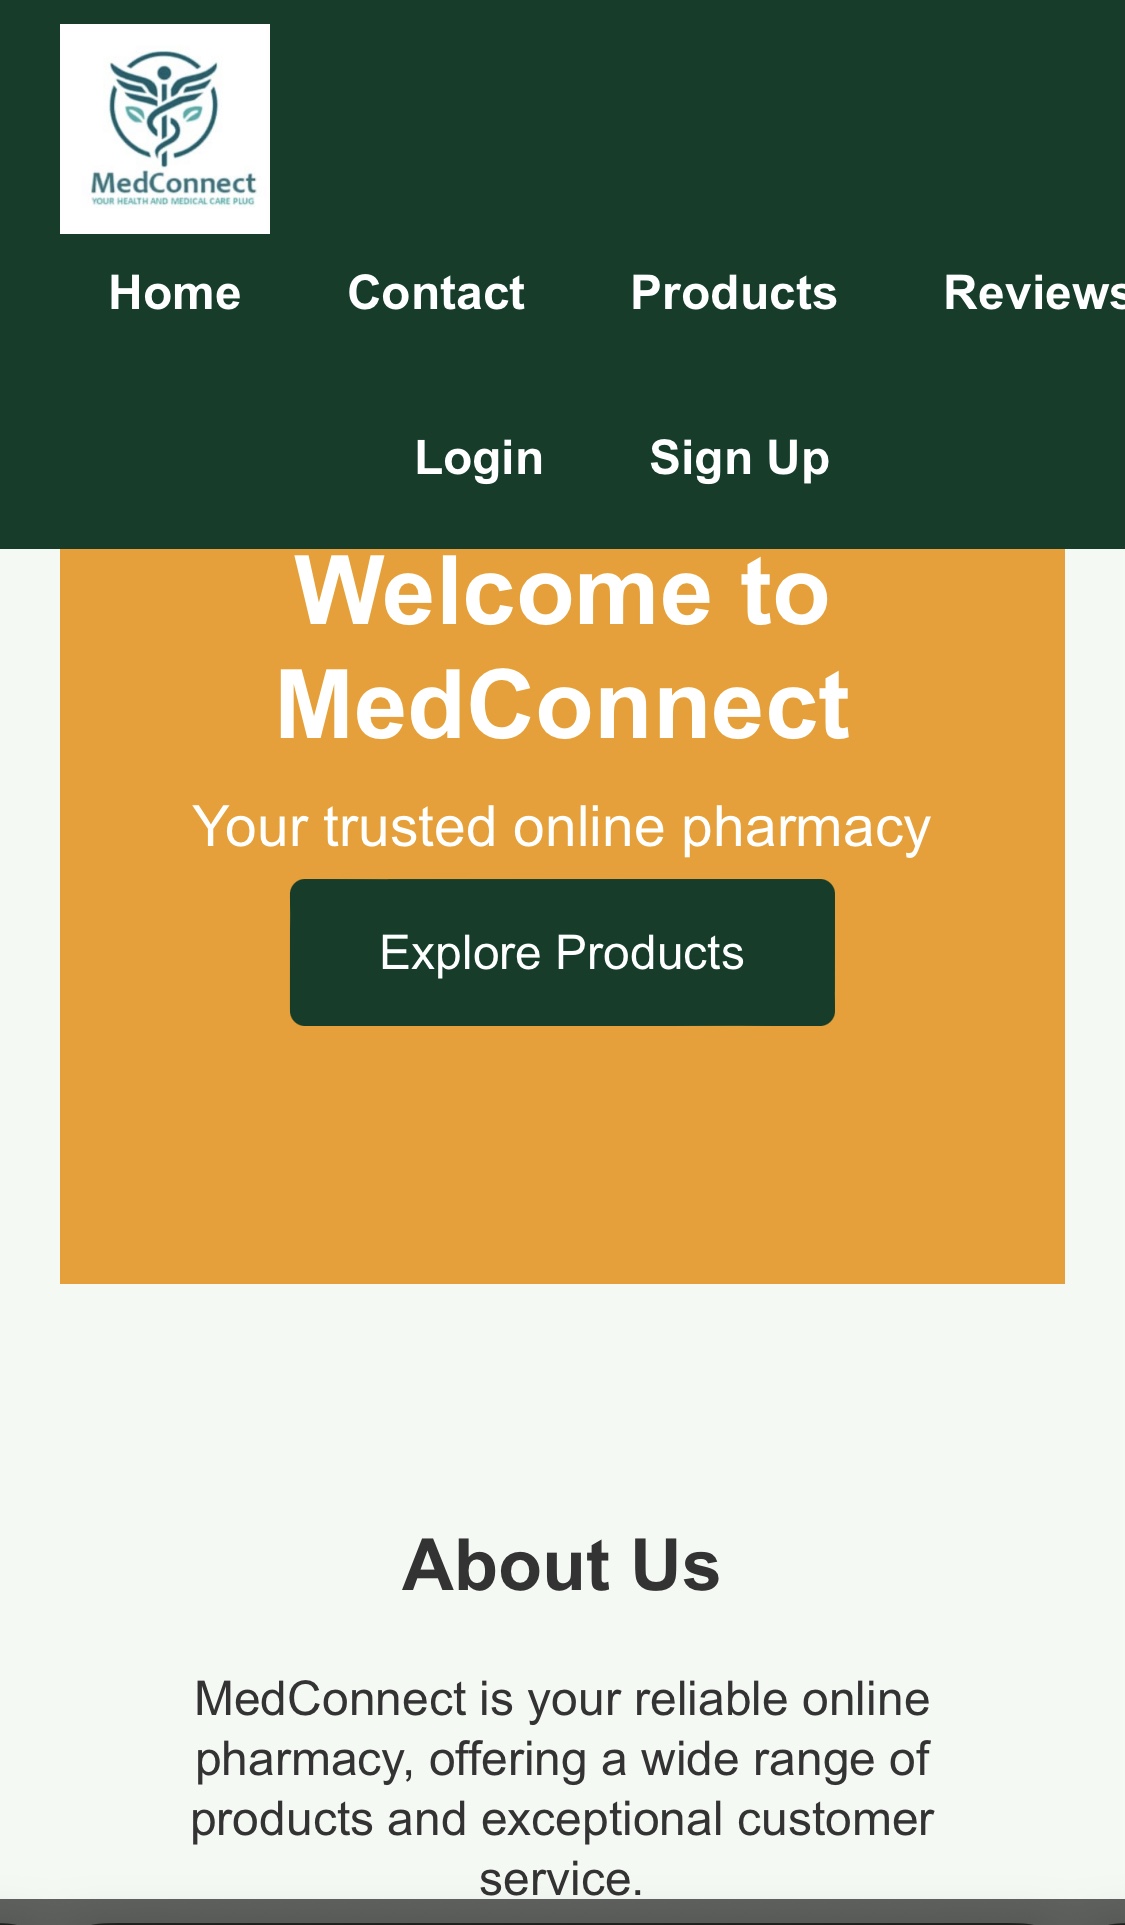 MedConnect
YOUR HEALTH AND MEDICAL CARE PLUG
Home Contact Products Reviews
Login Sign Up
Welcome to
MedConnect
Your trusted online pharmacy
Explore Products
About Us
MedConnect is your reliable online
pharmacy, offering a wide range of
products and exceptional customer
service.